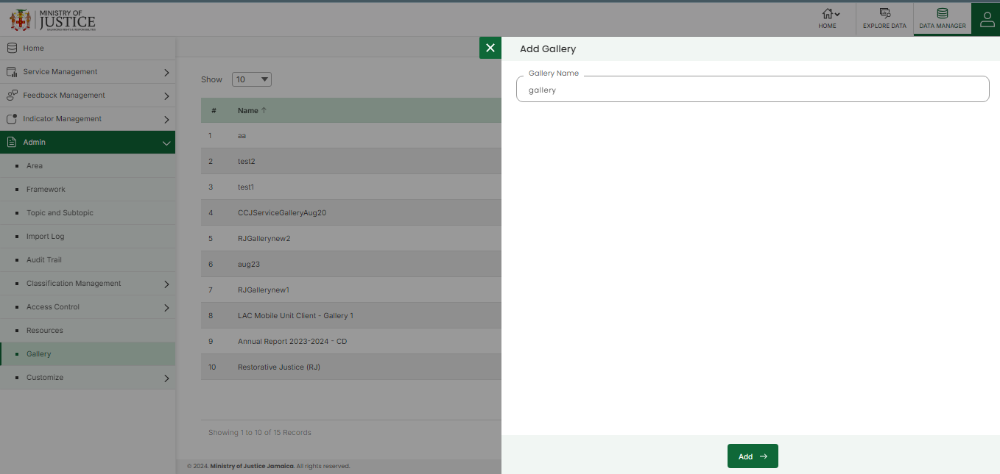 MINISTRY OF
JUSTICE
HOME
EXPLORE DATA
DATA MANAGER
Home
Service Management
Feedback Management
Indicator Management
Admin
Area
Framework
Topic and Subtopic
Import Log
Audit Trail
Classification Management
Access Control
Resources
Gallery
Customize
Show 10
# Name ↑
1 aa
2 test2
3 test1
4 CCJServiceGalleryAug20
5 RJGallerynew2
6 aug23
7 RJGallerynew1
8 LAC Mobile Unit Client - Gallery 1
9 Annual Report 2023-2024 - CD
10 Restorative Justice (RJ)
Showing 1 to 10 of 15 Records
© 2024. Ministry of Justice Jamaica. All rights reserved.
Add Gallery
Gallery Name
gallery
Add →